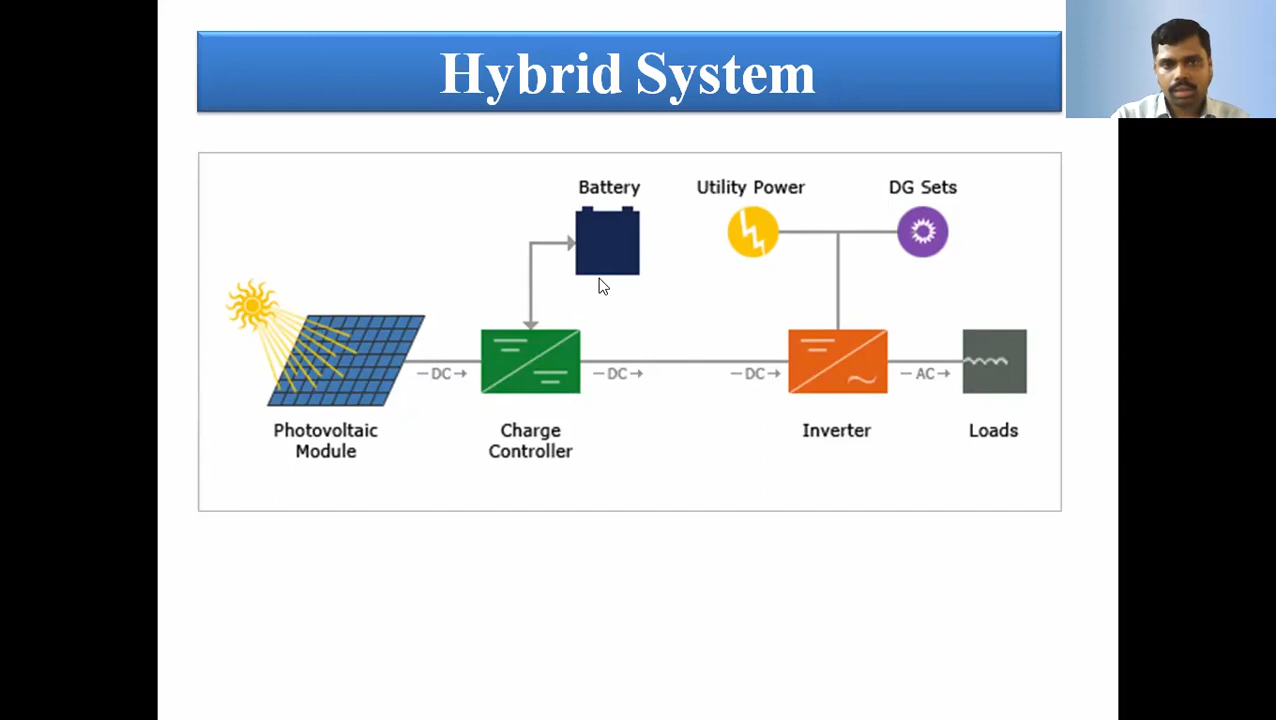 Hybrid System
Battery
Utility Power
DG Sets
DC
DC
DC
AC
Photovoltaic
Module
Charge
Controller
Inverter
Loads